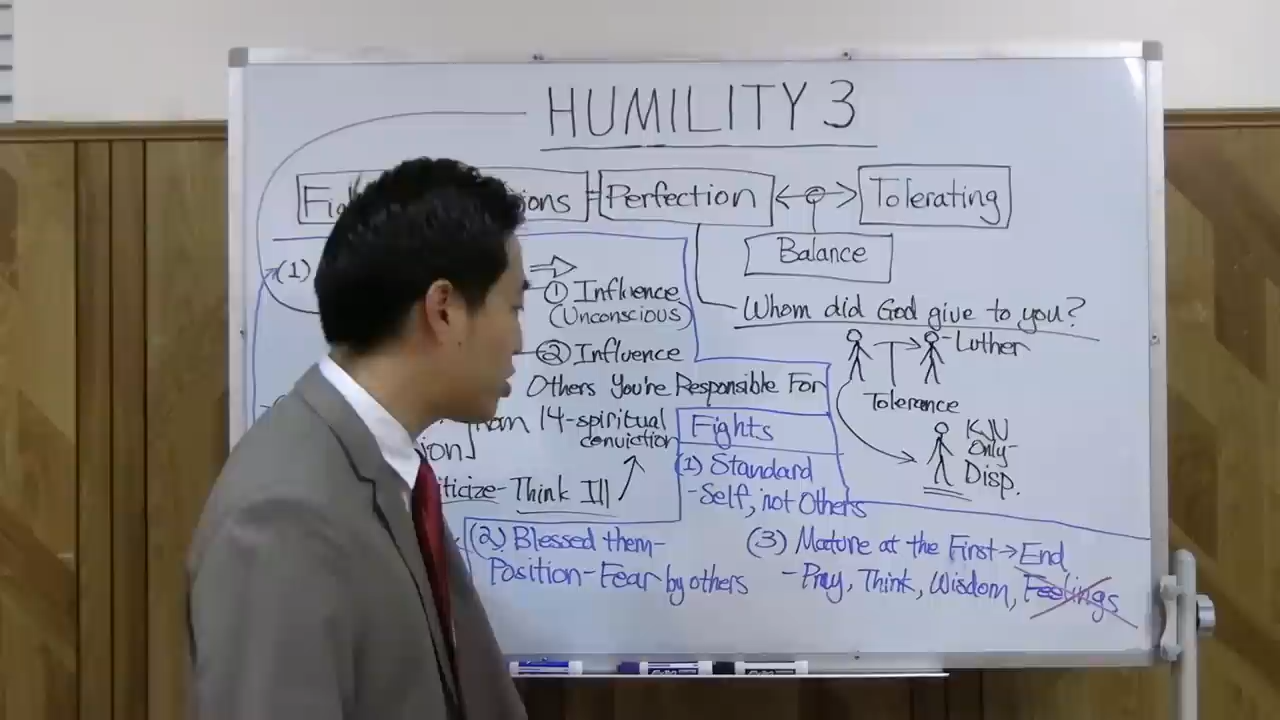 HUMILITY 3
Perfection
Tolerating
Balance
(1)
① Influence
(Unconscious)
② Influence
Others You're Responsible For
14-spiritual
conviction
Think Ill
Whom did God give to you?
Luther
Tolerance
KJV
Only-
Disp.
Fights
(1) Standard
-Self, not Others
(2) Blessed them-
Position-Fear by others
(3) Mature at the First→End
-Pray, Think, Wisdom, Feelings